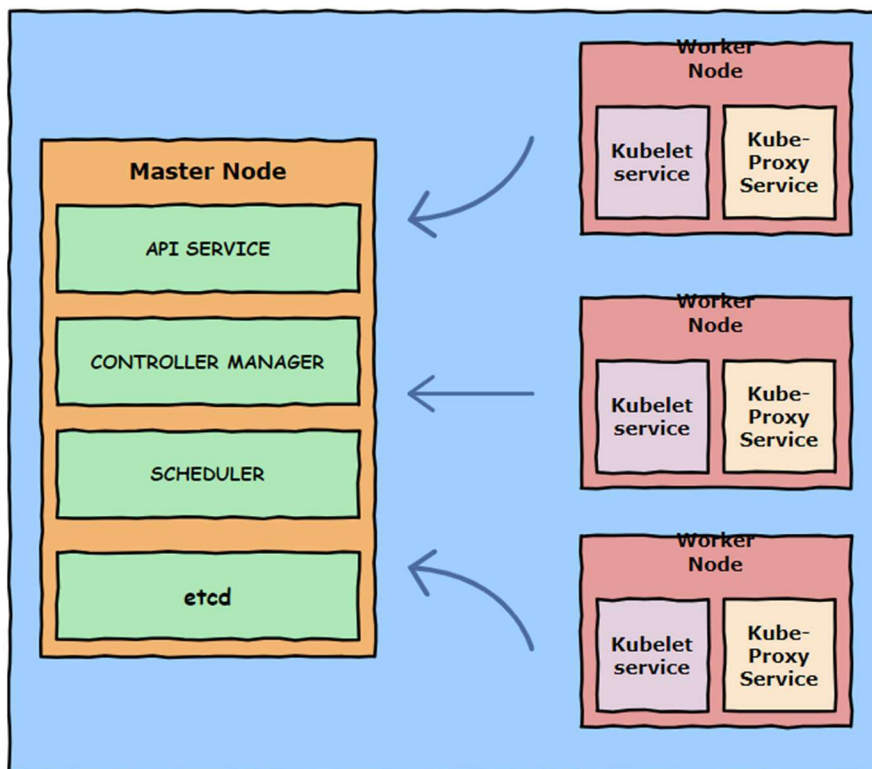 Master Node
API SERVICE
CONTROLLER MANAGER
SCHEDULER
etcd
Worker
Node
Kubelet
service
Kube-
Proxy
Service
Worker
Node
Kubelet
service
Kube-
Proxy
Service
Worker
Node
Kubelet
service
Kube-
Proxy
Service